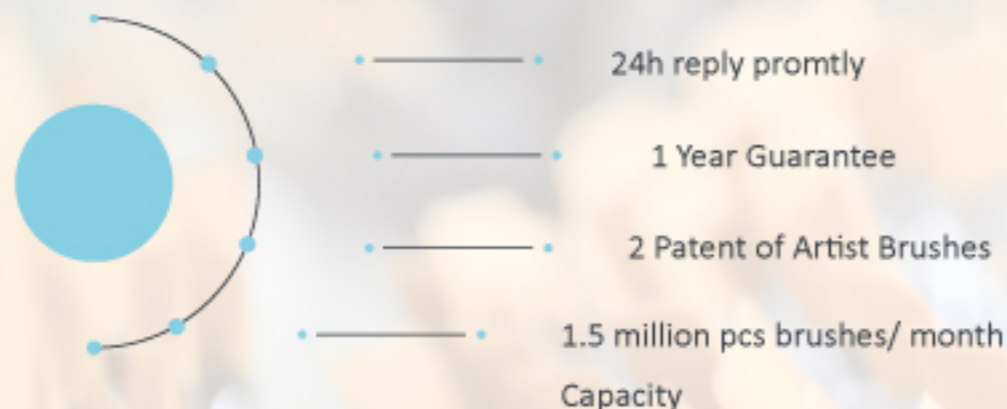 24h reply promtly
1 Year Guarantee
2 Patent of Artist Brushes
1.5 million pcs brushes/ month
Capacity